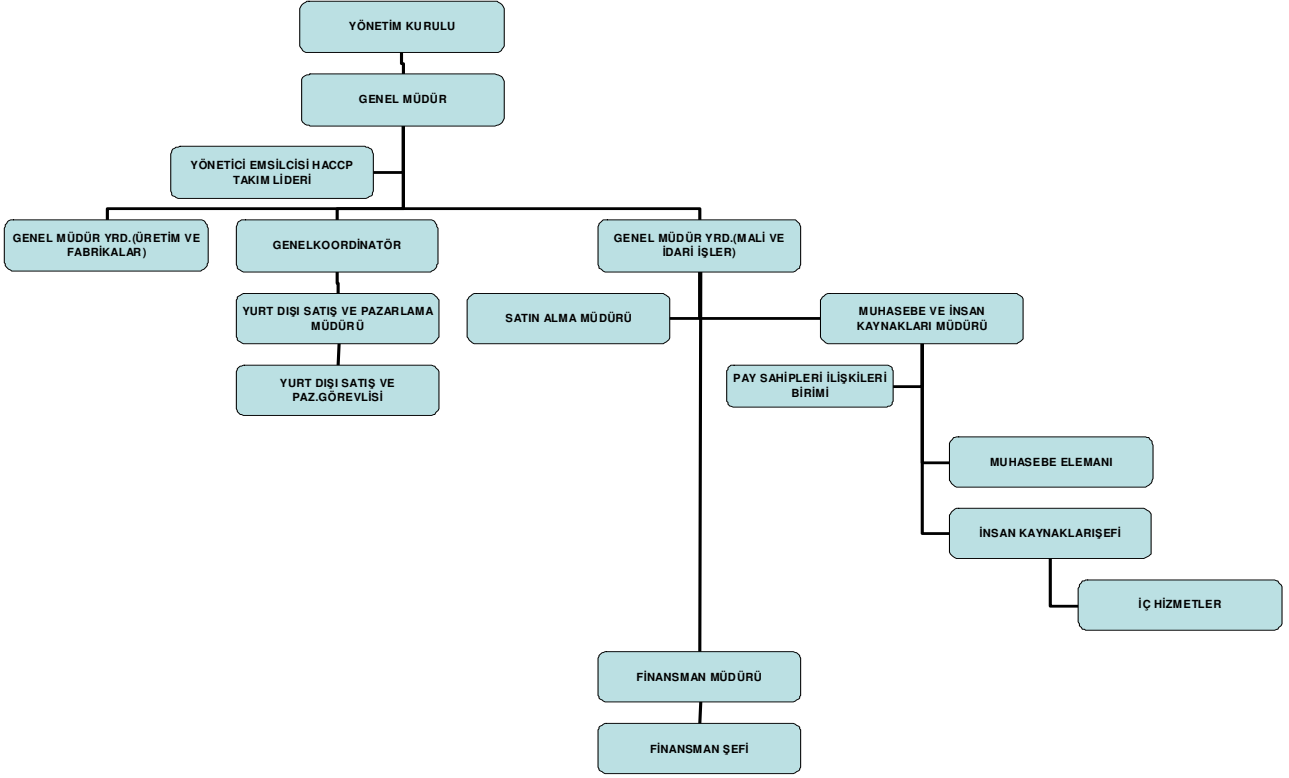 YÖNETİM KURULU
GENEL MÜDÜR
YÖNETİCİ EMSİLCİSİ HACCP
TAKIM LİDERİ
GENEL MÜDÜR YRD.(ÜRETİM VE
FABRİKALAR)
GENELKOORDİNATÖR
GENEL MÜDÜR YRD.(MALİ VE
İDARİ İŞLER)
YURT DIŞI SATIŞ VE PAZARLAMA
MÜDÜRÜ
SATIN ALMA MÜDÜRÜ
MUHASEBE VE İNSAN
KAYNAKLARI MÜDÜRÜ
YURT DIŞI SATIŞ VE
PAZ.GÖREVLİSİ
PAY SAHİPLERİ İLİŞKİLERİ
BİRİMİ
MUHASEBE ELEMANI
İNSAN KAYNAKLARIŞEFİ
İÇ HİZMETLER
FİNANSMAN MÜDÜRÜ
FİNANSMAN ŞEFİ